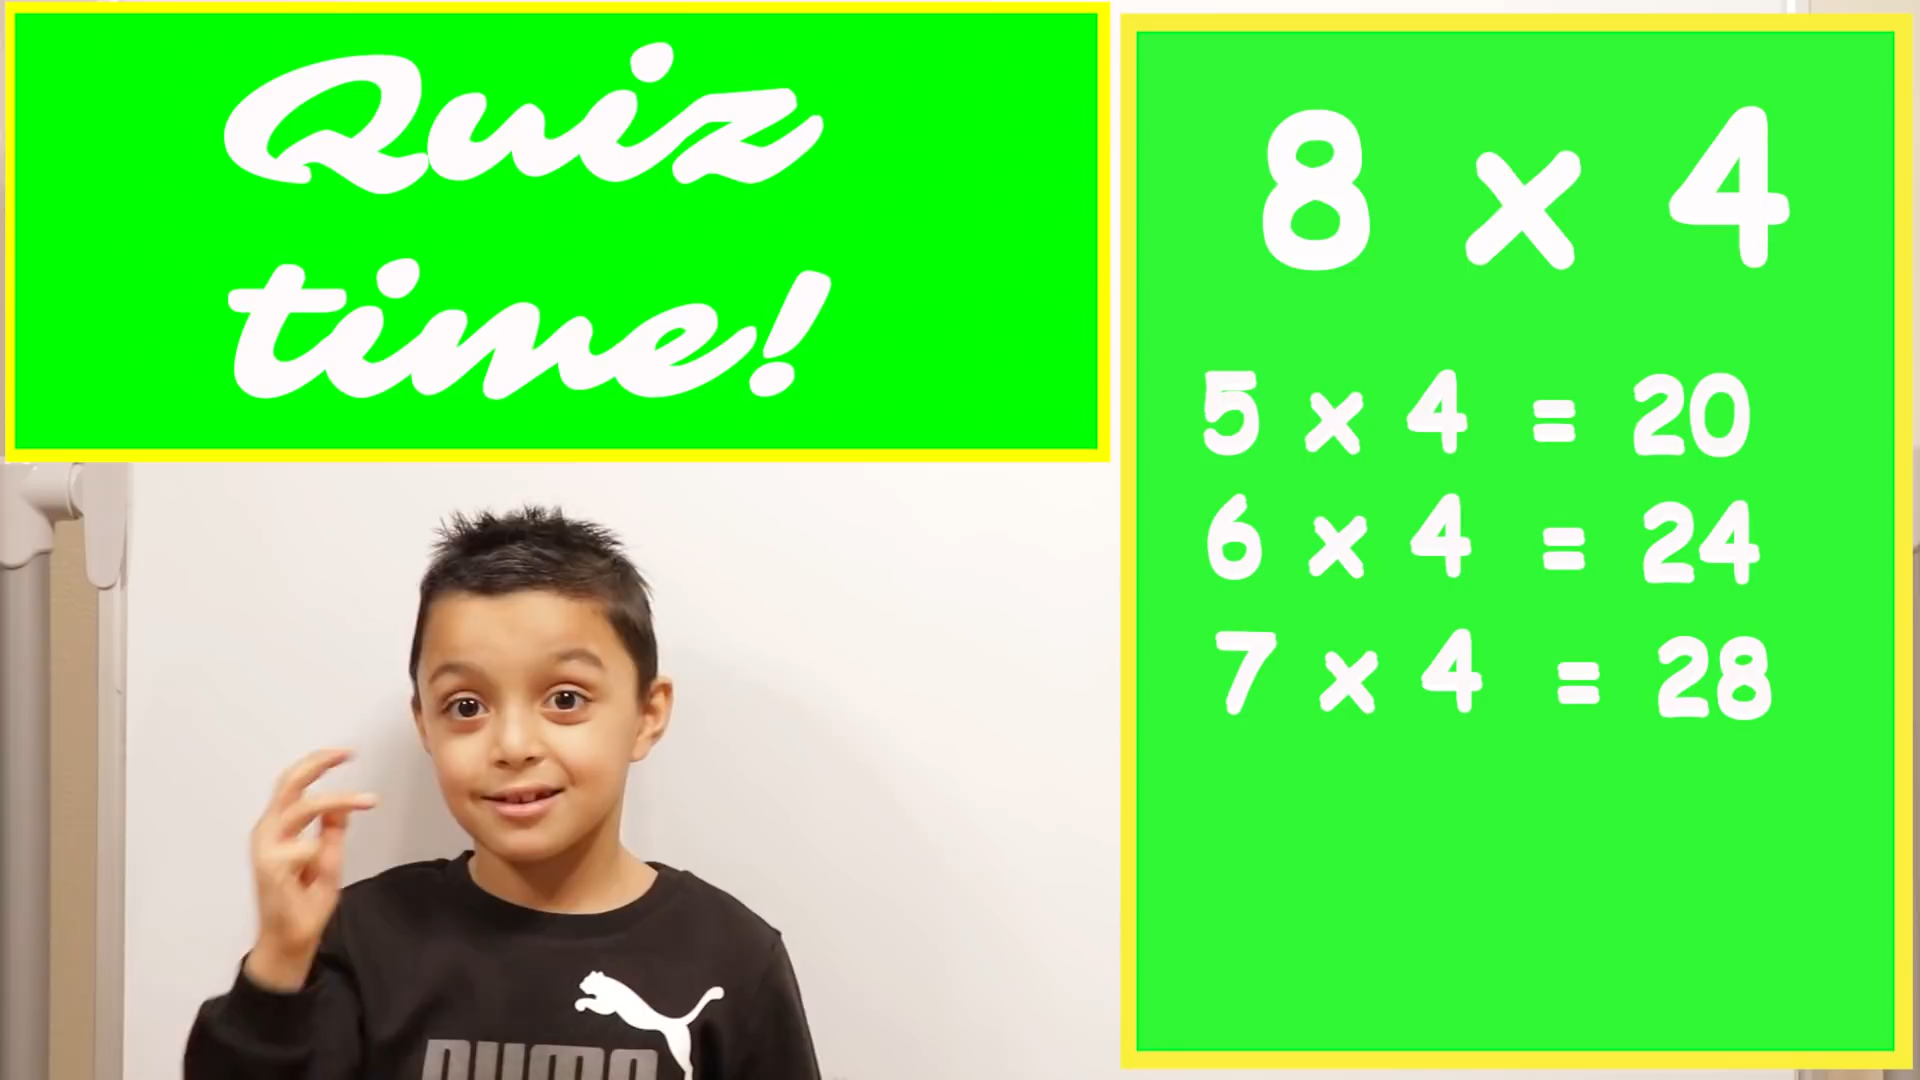 Quiz
time!
8 x 4
5 x 4 = 20
6 x 4 = 24
7 x 4 = 28
PUMA